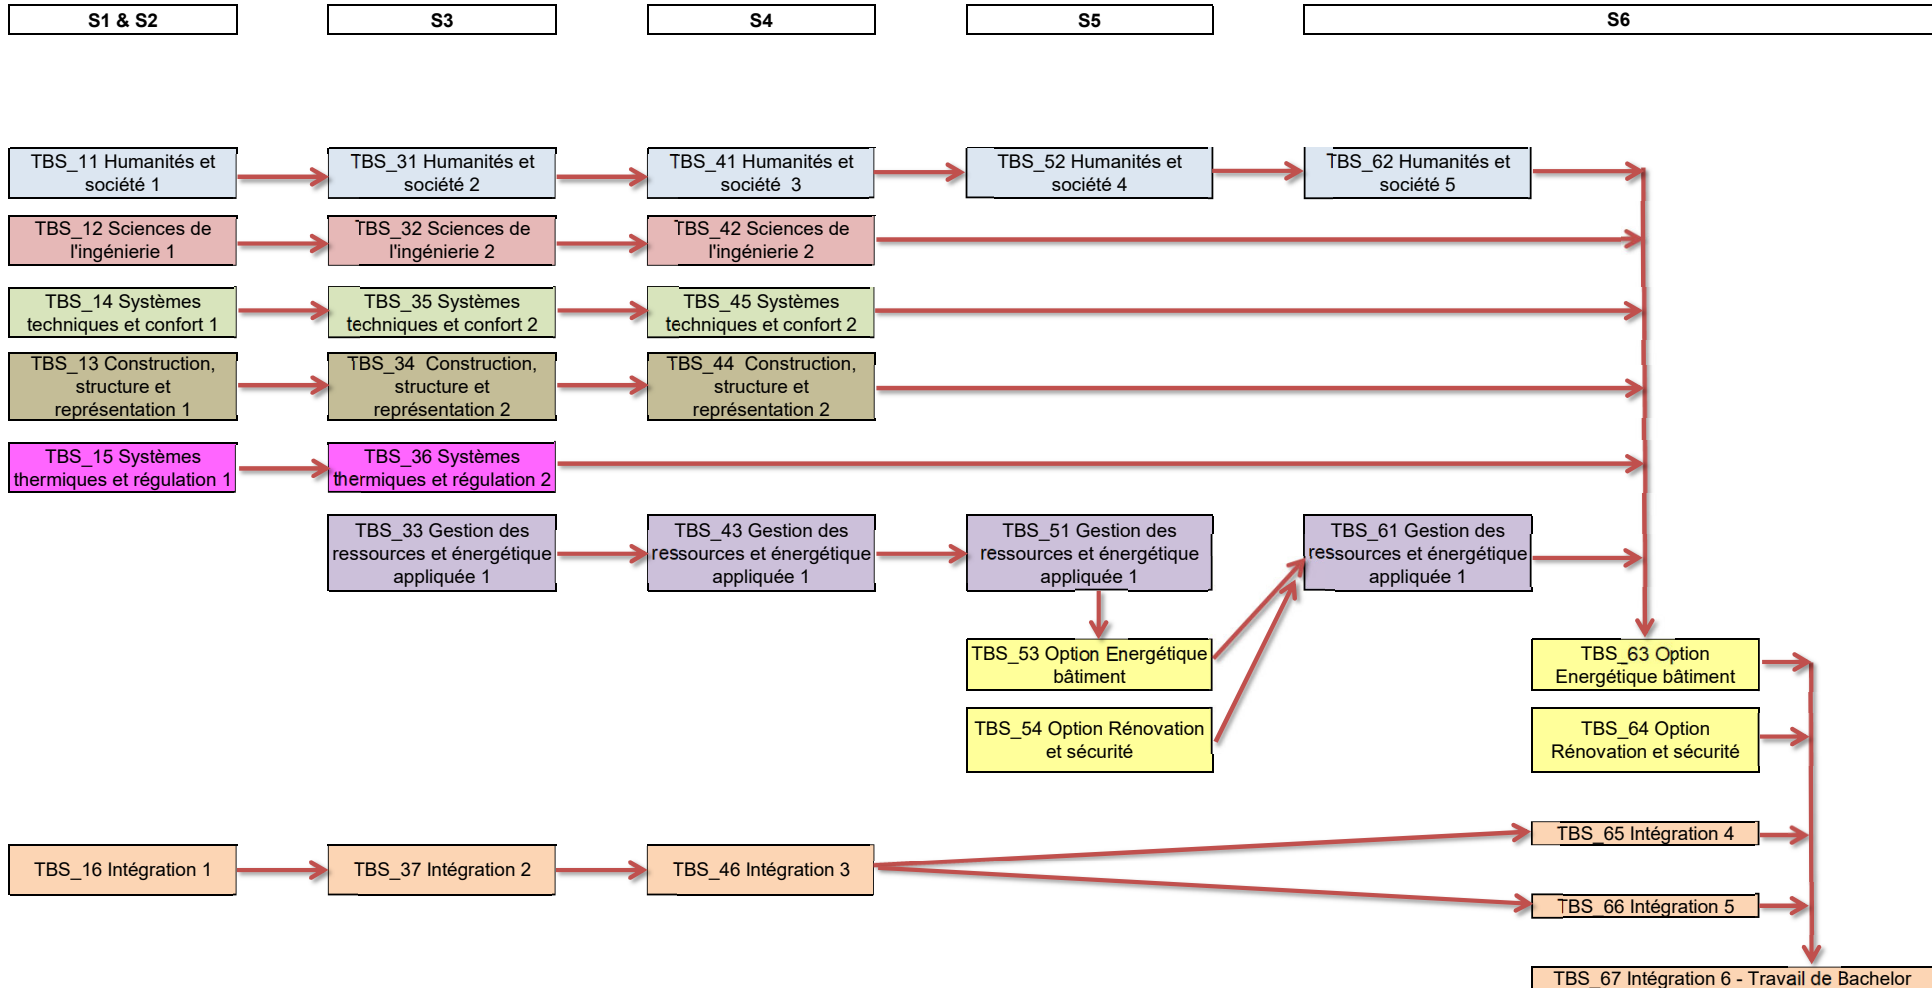 S1 & S2
S3
S4
S5
S6
TBS_11 Humanités et
société 1
TBS_31 Humanités et
société 2
TBS_41 Humanités et
société  3
TBS_52 Humanités et
société 4
TBS_62 Humanités et
société 5
TBS_12 Sciences de
l'ingénierie 1
TBS_32 Sciences de
l'ingénierie 2
TBS_42 Sciences de
l'ingénierie 2
TBS_14 Systèmes
techniques et confort 1
TBS_35 Systèmes
techniques et confort 2
TBS_45 Systèmes
techniques et confort 2
TBS_13 Construction,
structure et
représentation 1
TBS_34  Construction,
structure et
représentation 2
TBS_44  Construction,
structure et
représentation 2
TBS_15 Systèmes
thermiques et régulation 1
TBS_36 Systèmes
thermiques et régulation 2
TBS_33 Gestion des
ressources et énergétique
appliquée 1
TBS_43 Gestion des
ressources et énergétique
appliquée 1
TBS_51 Gestion des
ressources et énergétique
appliquée 1
TBS_61 Gestion des
ressources et énergétique
appliquée 1
TBS_53 Option Energétique
bâtiment
TBS_63 Option
Energétique bâtiment
TBS_54 Option Rénovation
et sécurité
TBS_64 Option
Rénovation et sécurité
TBS_16 Intégration 1
TBS_37 Intégration 2
TBS_46 Intégration 3
TBS_65 Intégration 4
TBS_66 Intégration 5
TBS_67 Intégration 6 - Travail de Bachelor